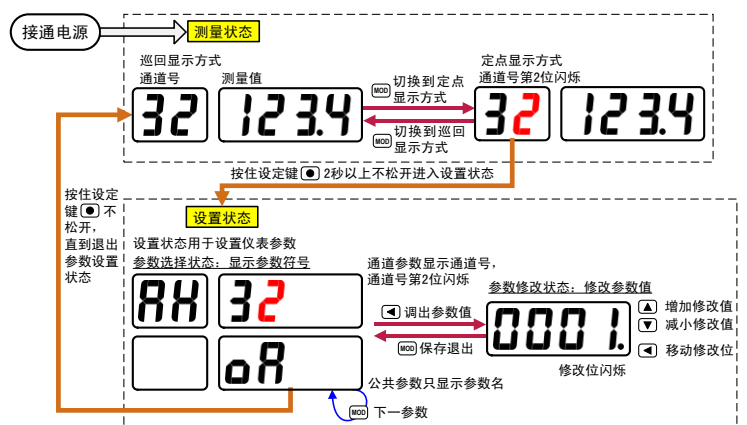 接通电源
测量状态
巡回显示方式
通道号
测量值
定点显示方式
通道号第2位闪烁
32
123.4
MOD
切换到定点
显示方式
MOD
切换到巡回
显示方式
32
123.4
按住设定键 2秒以上不松开进入设置状态
按住设定
键 不
松开,
直到退出
参数设置
状态
设置状态
设置状态用于设置仪表参数
参数选择状态: 显示参数符号
通道参数显示通道号,
通道号第2位闪烁
AH
32
调出参数值
MOD 保存退出
参数修改状态: 修改参数值
0001.
增加修改值
减小修改值
移动修改位
修改位闪烁
oA
公共参数只显示参数名
MOD 下一参数